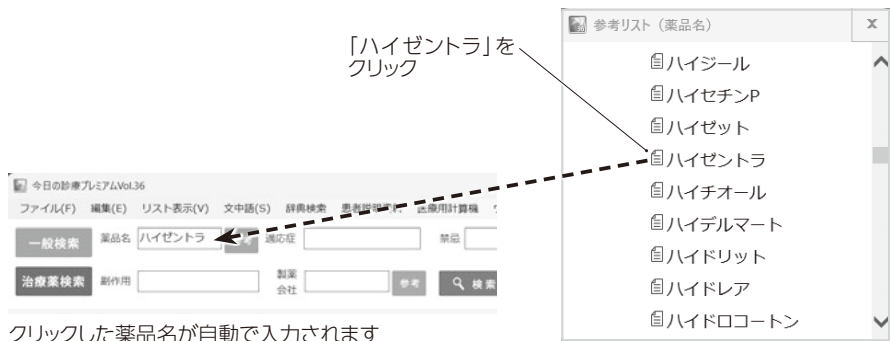 「ハイゼントラ」を
クリック
参考リスト（薬品名） x
ハイジール
ハイセチンP
ハイゼット
ハイゼントラ
ハイチオール
ハイデルマート
ハイドリット
ハイドレア
ハイドロコートン
今日の診療プレミアムVol.36
ファイル(F) 編集(E) リスト表示(V) 文中語(S) 辞典検索 医療用計算機
一般検索 薬品名 ハイゼントラ 適応症 禁忌
治療薬検索 副作用 製薬会社 参考 検索
クリックした薬品名が自動で入力されます